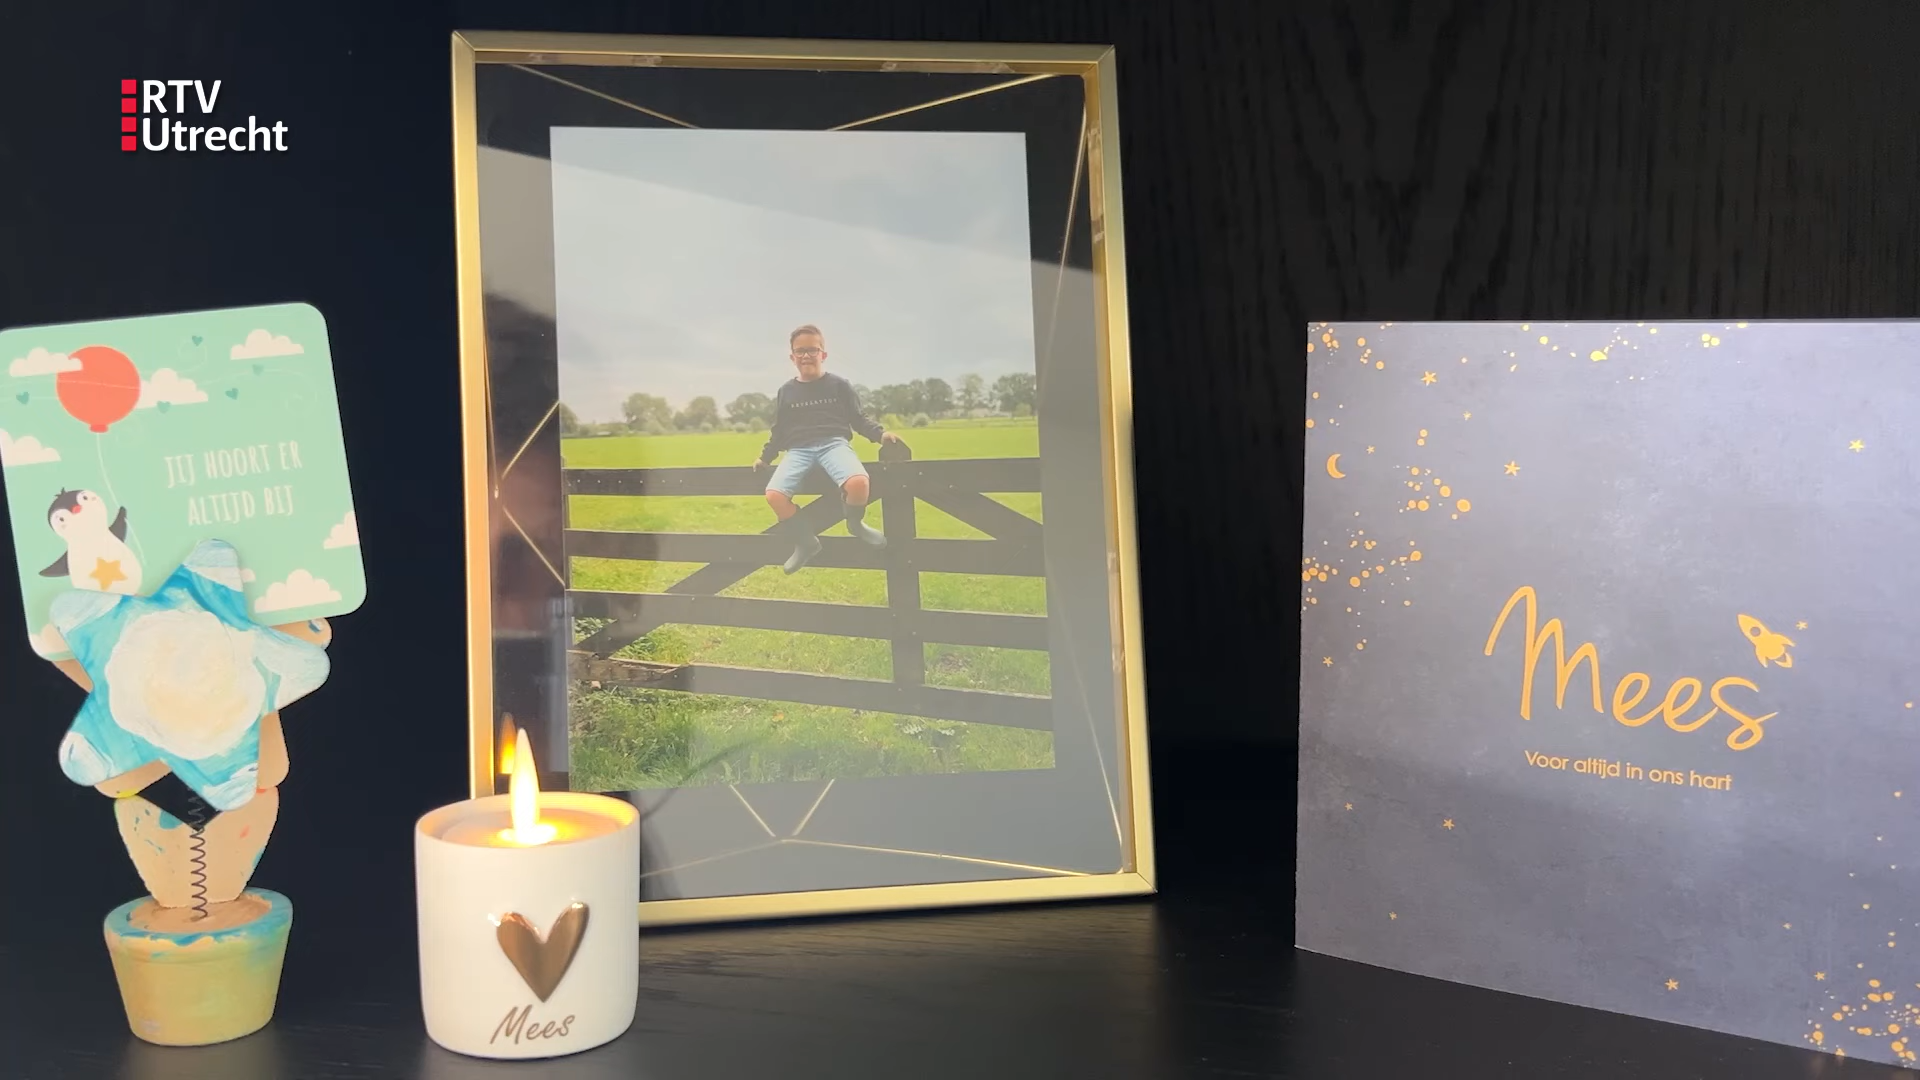 RTV
Utrecht
JIJ HOORT ER
ALTIJD BIJ
Mees
Mees
Voor altijd in ons hart